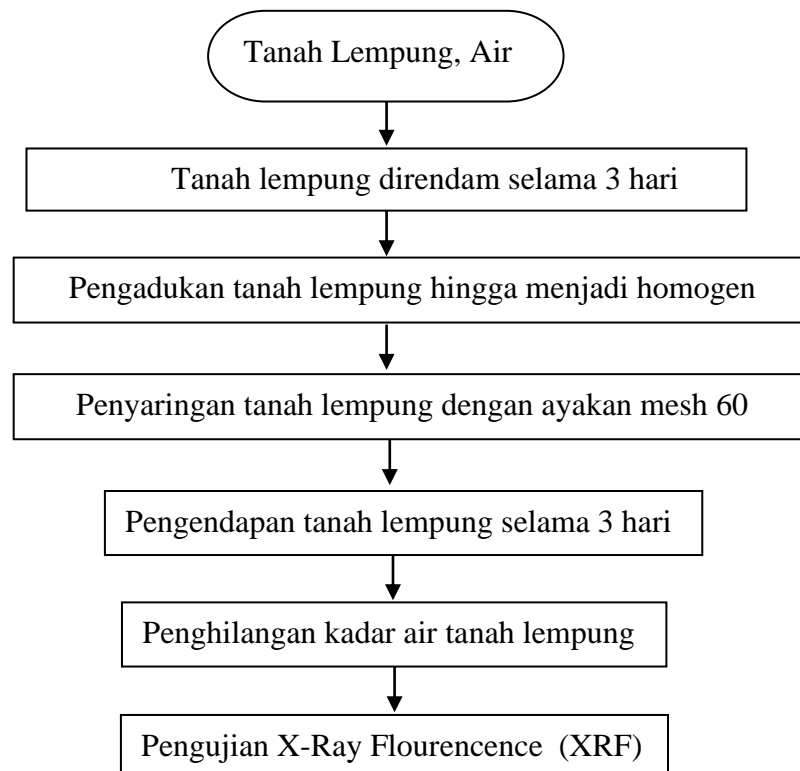 Tanah Lempung, Air
Tanah lempung direndam selama 3 hari
Pengadukan tanah lempung hingga menjadi homogen
Penyaringan tanah lempung dengan ayakan mesh 60
Pengendapan tanah lempung selama 3 hari
Penghilangan kadar air tanah lempung
Pengujian X-Ray Flourencence (XRF)